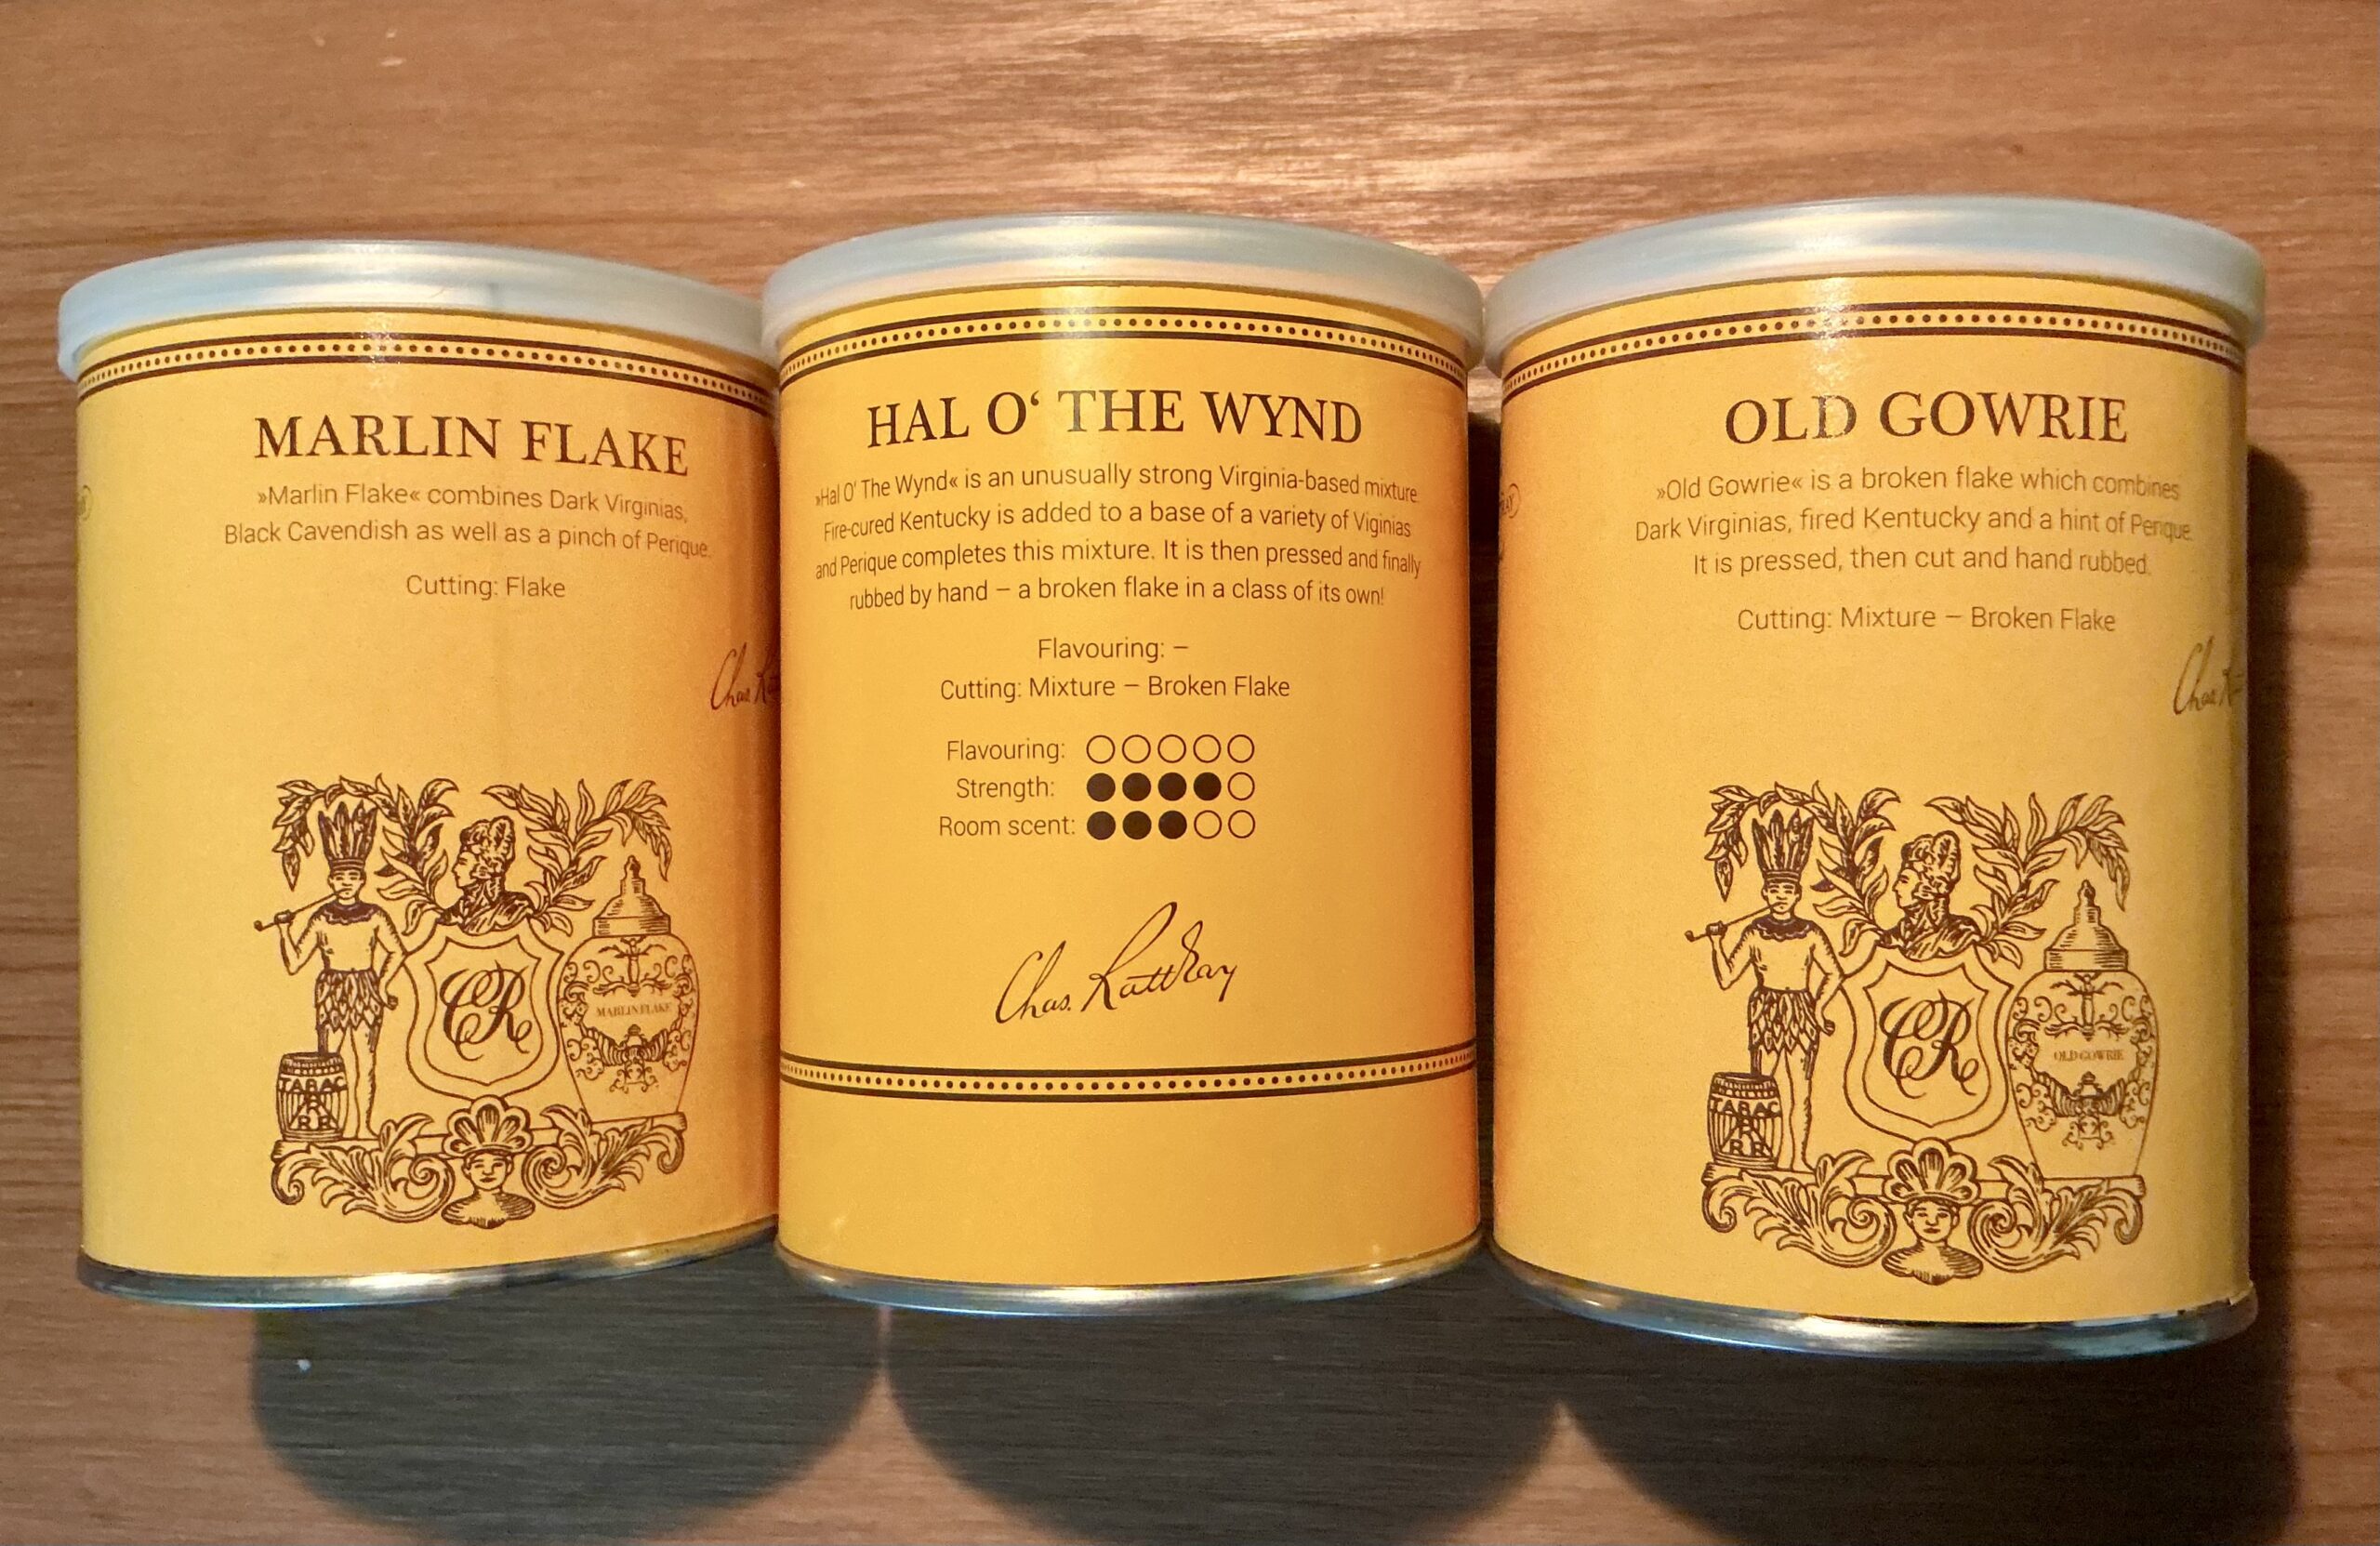 MARLIN FLAKE
»Marlin Flake« combines Dark Virginias,
Black Cavendish as well as a pinch of Perique.
Cutting: Flake
Chas.
CR
MARLIN FLAKE
TABAC
R
R R
HAL O‘ THE WYND
»Hal O' The Wynd« is an unusually strong Virginia-based mixture.
Fire-cured Kentucky is added to a base of a variety of Viginias
and Perique completes this mixture. It is then pressed and finally
rubbed by hand – a broken flake in a class of its own!
Flavouring: –
Cutting: Mixture – Broken Flake
Flavouring:
Strength:
Room scent:
Chas. Rattray
OLD GOWRIE
»Old Gowrie« is a broken flake which combines
Dark Virginias, fired Kentucky and a hint of Perique.
It is pressed, then cut and hand rubbed.
Cutting: Mixture – Broken Flake
Chas.
CR
OLD GOWRIE
TABAC
R
R R